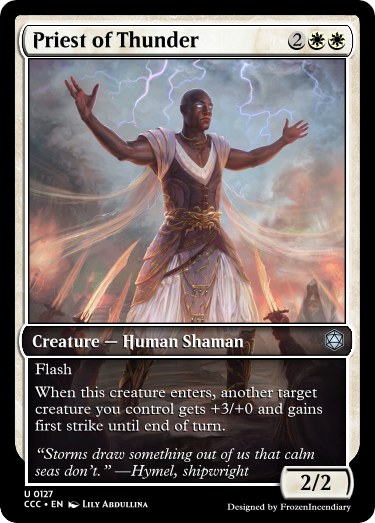 Priest of Thunder 2
Creature — Human Shaman
Flash
When this creature enters, another target
creature you control gets +3/+0 and gains
first strike until end of turn.
“Storms draw something out of us that calm
seas don’t.” —Hymel, shipwright
2/2
U 0127
CCC • EN Lily Abdullina
Designed by FrozenIncendiary